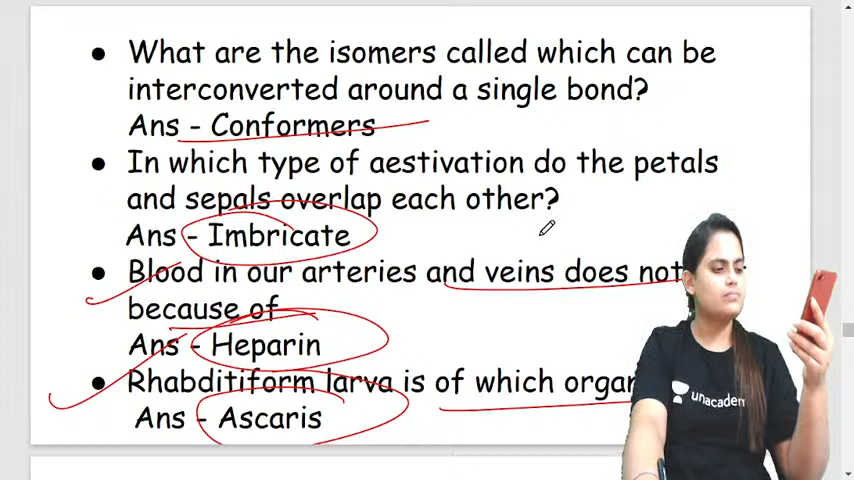 What are the isomers called which can be
interconverted around a single bond?
Ans - Conformers
In which type of aestivation do the petals
and sepals overlap each other?
Ans - Imbricate
Blood in our arteries and veins does not
because of
Ans - Heparin
Rhabditiform larva is of which
Ans - Ascaris
unacademy